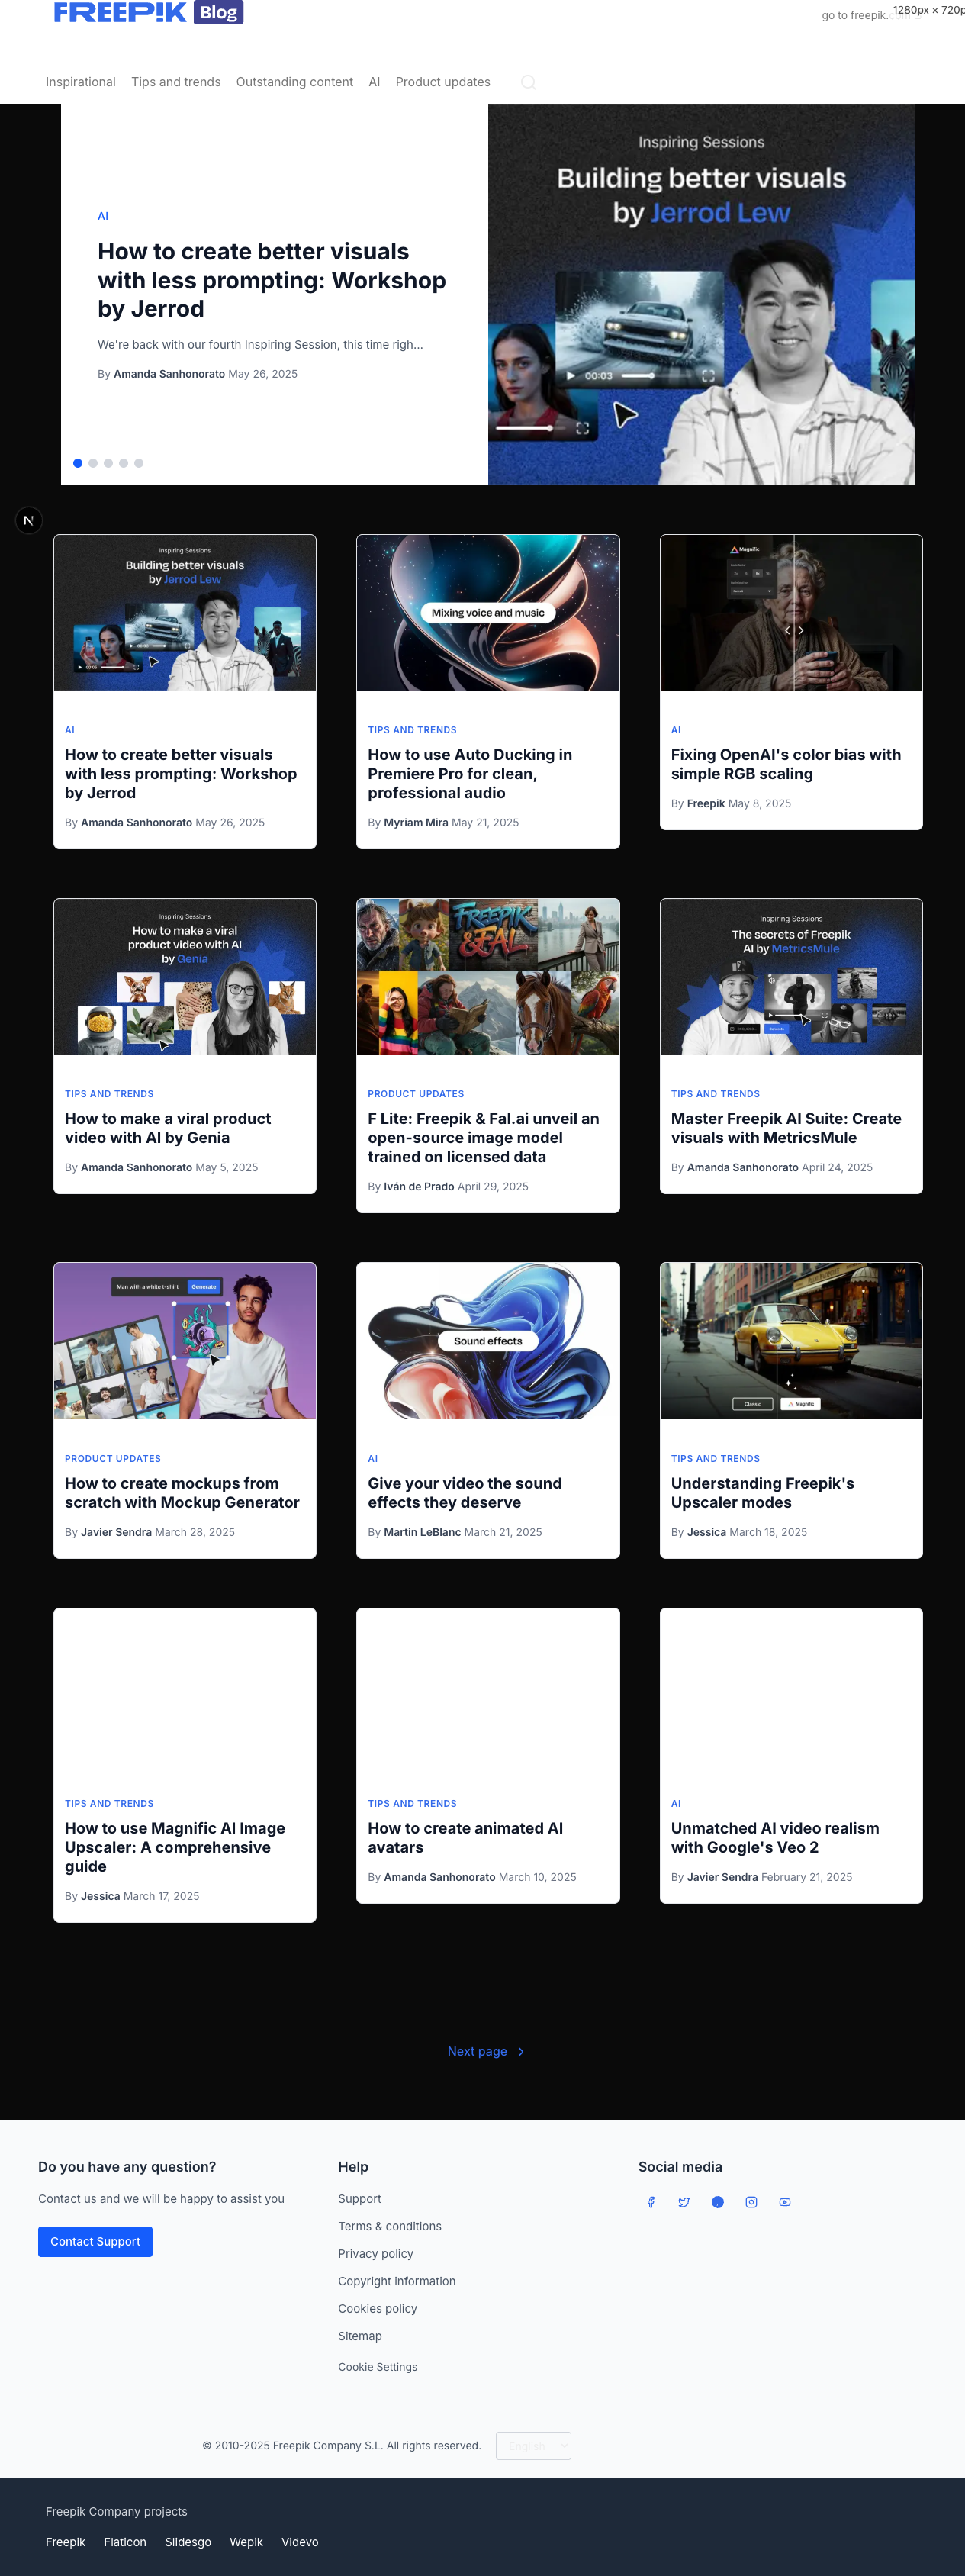 FREEPIK Blog
go to freepik.com
1280px × 720p
Inspirational Tips and trends Outstanding content AI Product updates
AI
How to create better visuals
with less prompting: Workshop
by Jerrod
We're back with our fourth Inspiring Session, this time righ...
By Amanda Sanhonorato May 26, 2025
Inspiring Sessions
Building better visuals
by Jerrod Lew
00:03
N
Inspiring Sessions
Building better visuals
by Jerrod Lew
Mixing voice and music
Magnific
AI
How to create better visuals
with less prompting: Workshop
by Jerrod
By Amanda Sanhonorato May 26, 2025
TIPS AND TRENDS
How to use Auto Ducking in
Premiere Pro for clean,
professional audio
By Myriam Mira May 21, 2025
AI
Fixing OpenAI's color bias with
simple RGB scaling
By Freepik May 8, 2025
Inspiring Sessions
How to make a viral
product video with AI
by Genia
FREEPIK
&FAL
Inspiring Sessions
The secrets of Freepik
AI by MetricsMule
TIPS AND TRENDS
How to make a viral product
video with AI by Genia
By Amanda Sanhonorato May 5, 2025
PRODUCT UPDATES
F Lite: Freepik & Fal.ai unveil an
open-source image model
trained on licensed data
By Iván de Prado April 29, 2025
TIPS AND TRENDS
Master Freepik AI Suite: Create
visuals with MetricsMule
By Amanda Sanhonorato April 24, 2025
Man with a white t-shirt Generate
Sound effects
Classic Magnific
PRODUCT UPDATES
How to create mockups from
scratch with Mockup Generator
By Javier Sendra March 28, 2025
AI
Give your video the sound
effects they deserve
By Martin LeBlanc March 21, 2025
TIPS AND TRENDS
Understanding Freepik's
Upscaler modes
By Jessica March 18, 2025
TIPS AND TRENDS
How to use Magnific AI Image
Upscaler: A comprehensive
guide
By Jessica March 17, 2025
TIPS AND TRENDS
How to create animated AI
avatars
By Amanda Sanhonorato March 10, 2025
AI
Unmatched AI video realism
with Google's Veo 2
By Javier Sendra February 21, 2025
Next page
Do you have any question?
Contact us and we will be happy to assist you
Contact Support
Help
Support
Terms & conditions
Privacy policy
Copyright information
Cookies policy
Sitemap
Cookie Settings
Social media
© 2010-2025 Freepik Company S.L. All rights reserved.
English
Freepik Company projects
Freepik Flaticon Slidesgo Wepik Videvo